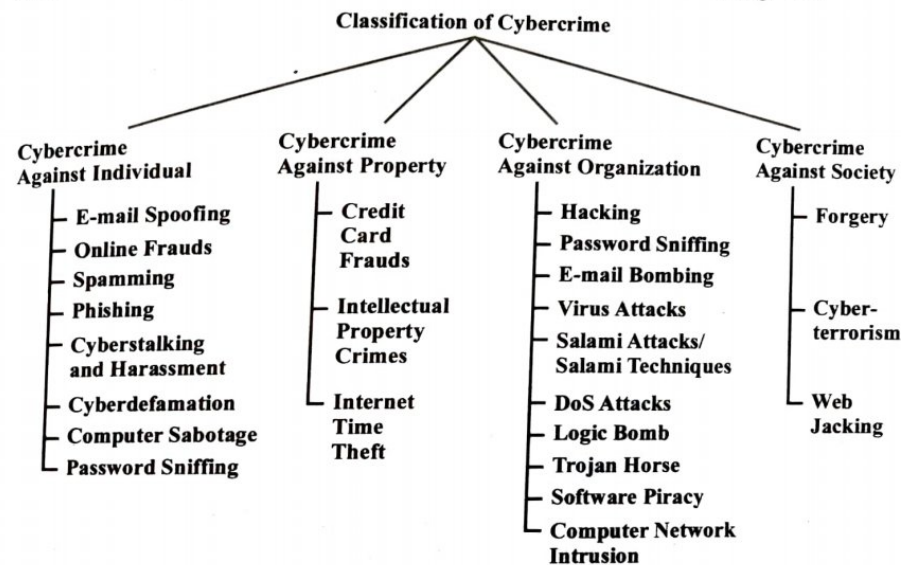 Classification of Cybercrime
Cybercrime
Against Individual
E-mail Spoofing
Online Frauds
Spamming
Phishing
Cyberstalking
and Harassment
Cyberdefamation
Computer Sabotage
Password Sniffing
Cybercrime
Against Property
Credit
Card
Frauds
Intellectual
Property
Crimes
Internet
Time
Theft
Cybercrime
Against Organization
Hacking
Password Sniffing
E-mail Bombing
Virus Attacks
Salami Attacks/
Salami Techniques
DoS Attacks
Logic Bomb
Trojan Horse
Software Piracy
Computer Network
Intrusion
Cybercrime
Against Society
Forgery
Cyber-
terrorism
Web
Jacking